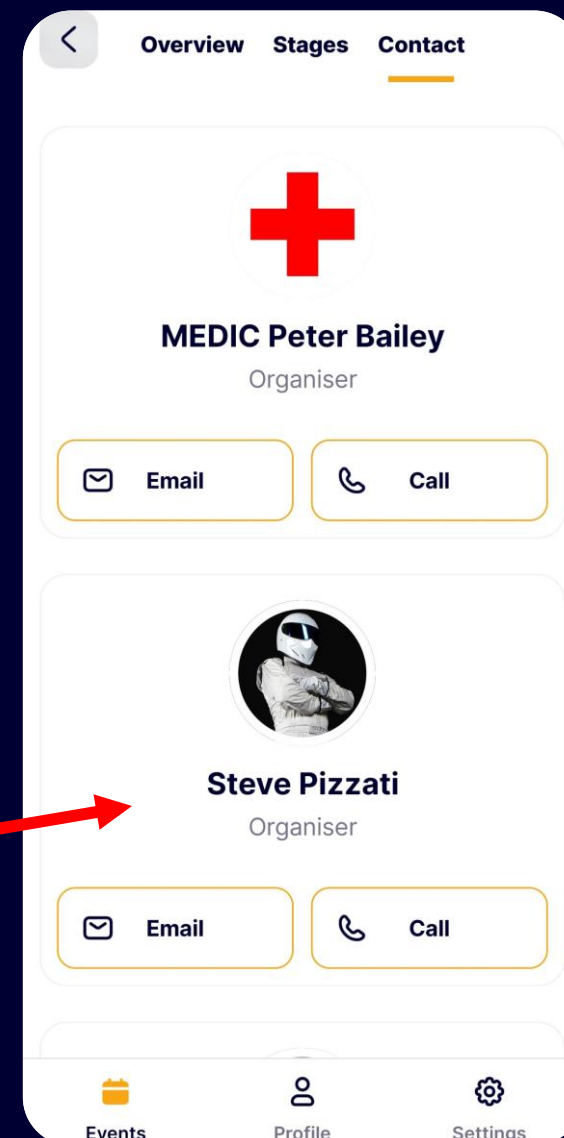 Overview Stages Contact
MEDIC Peter Bailey
Organiser
Email Call
Steve Pizzati
Organiser
Email Call
Events Profile Settings